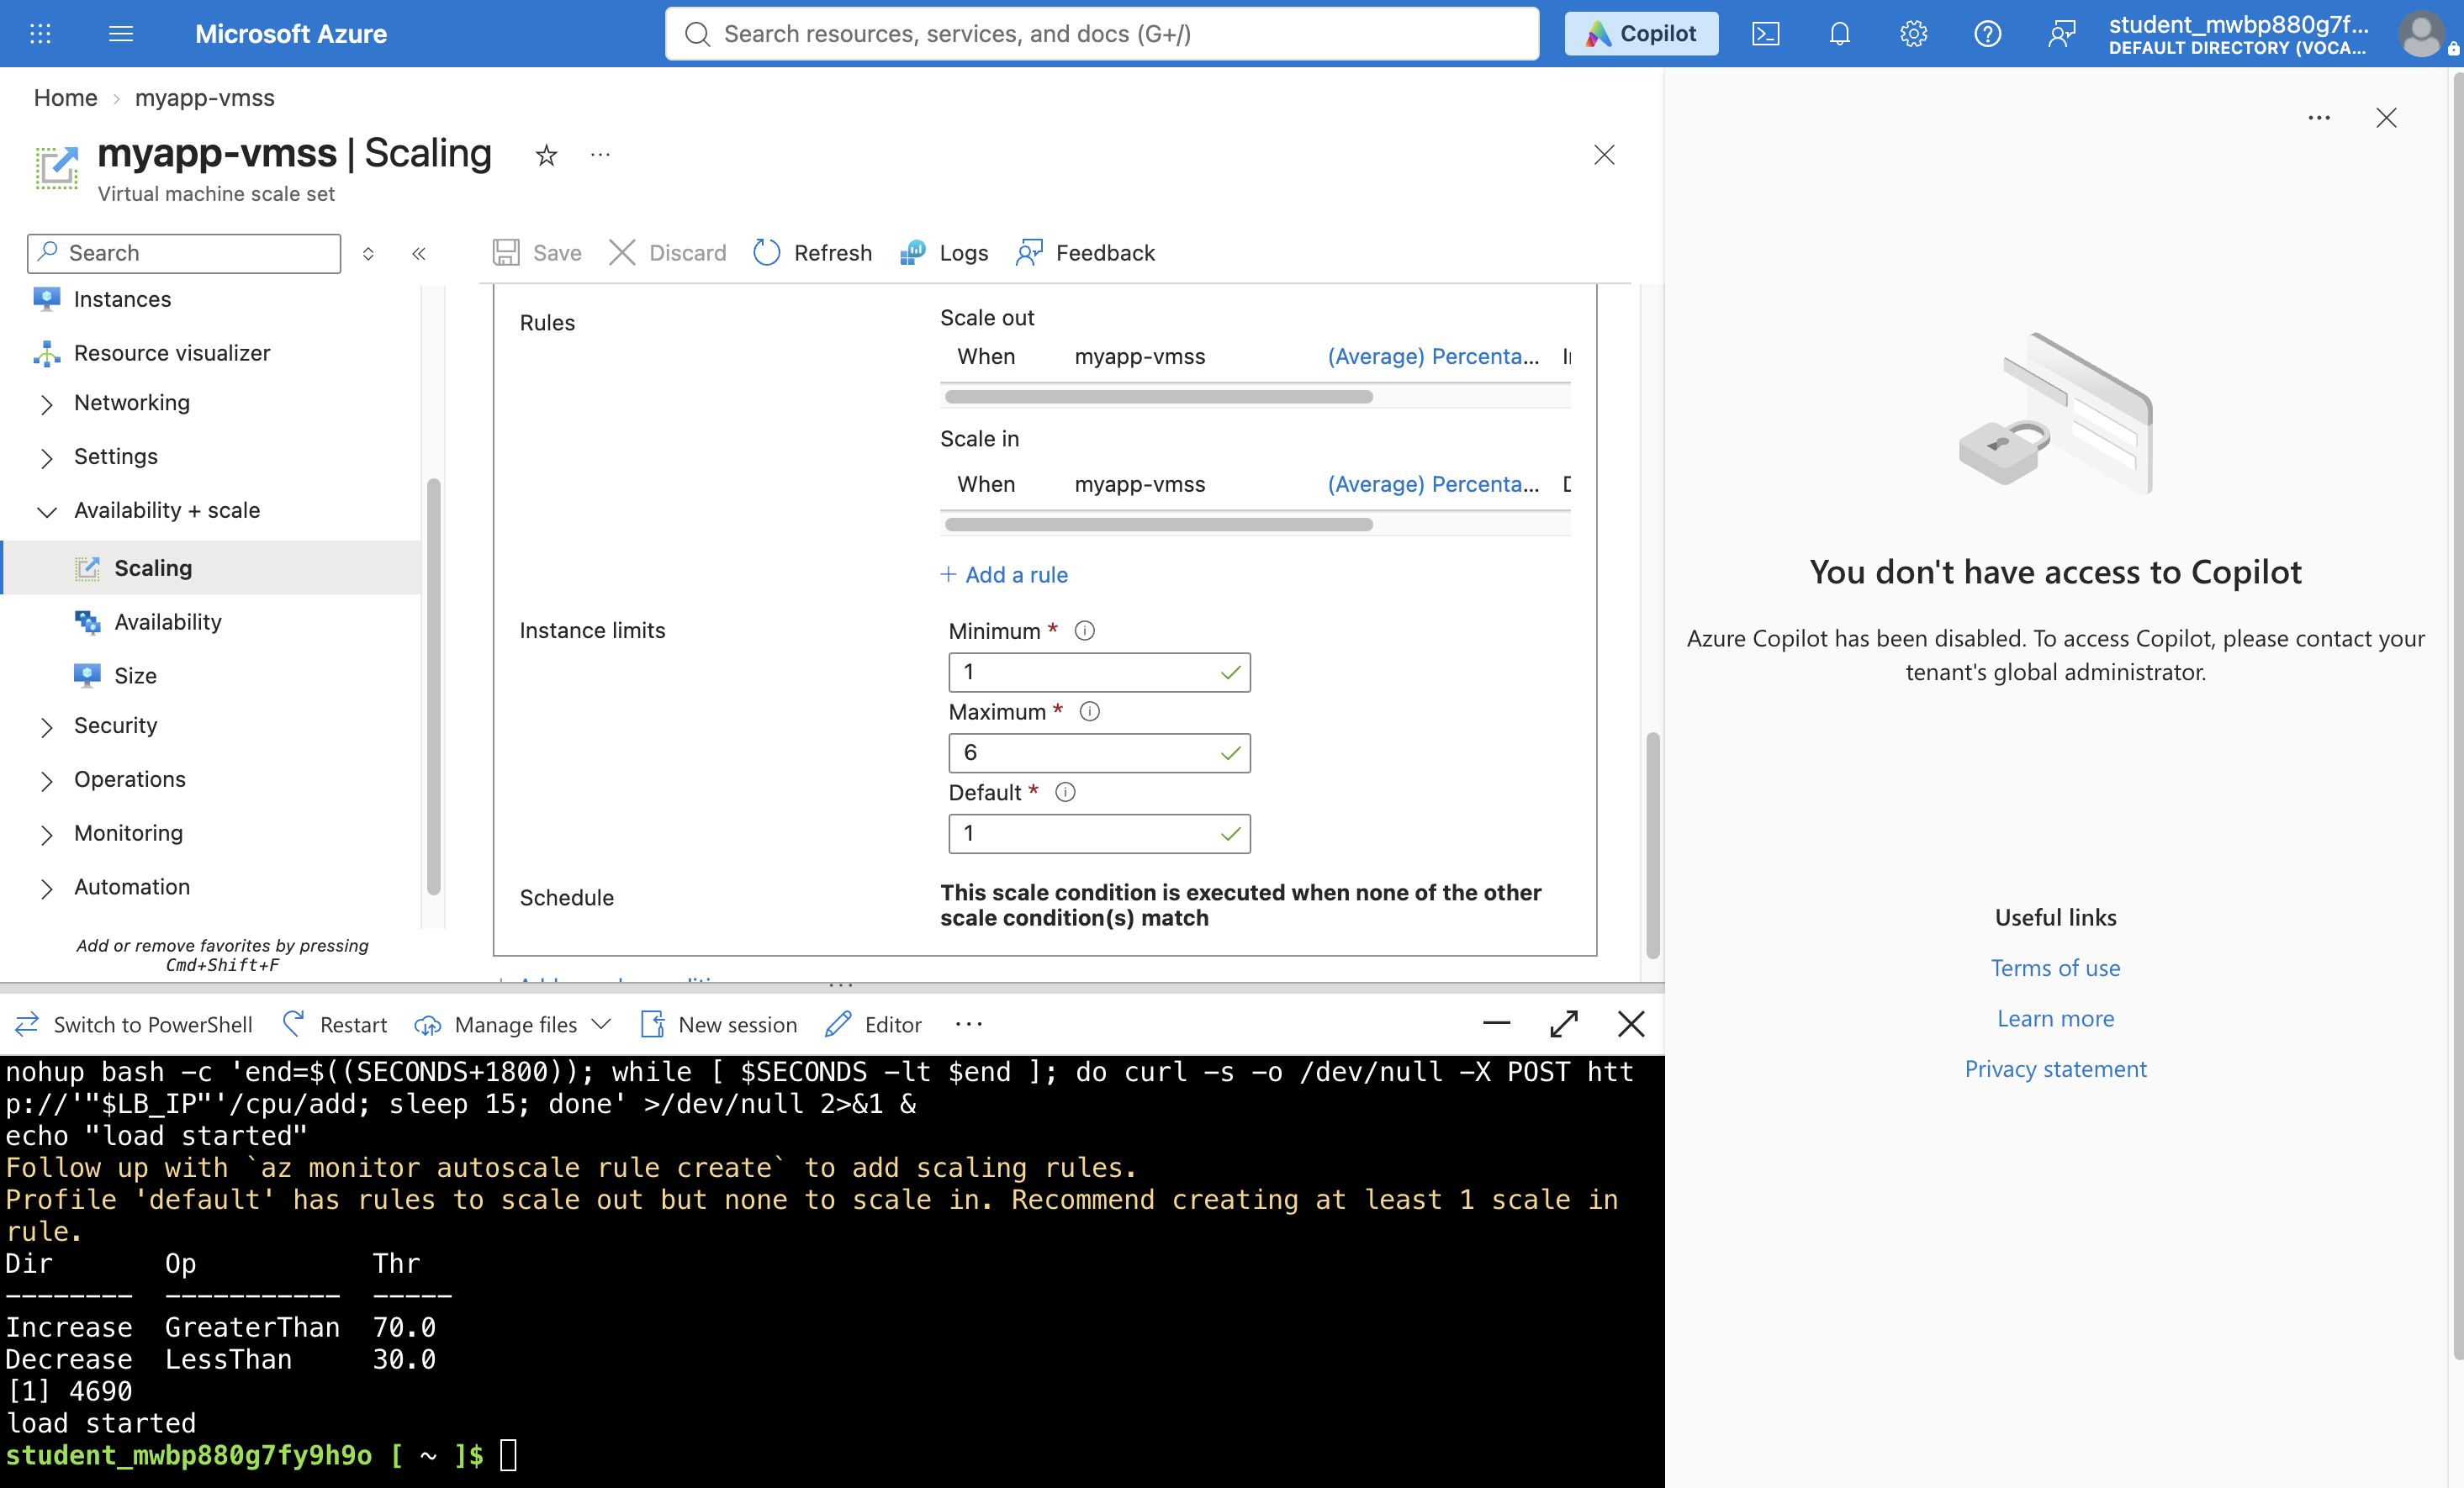 Microsoft Azure
Search resources, services, and docs (G+/)
Copilot
student_mwbp880g7f...
DEFAULT DIRECTORY (VOCA...
Home
myapp-vmss
myapp-vmss | Scaling
Virtual machine scale set
Search
Save
Discard
Refresh
Logs
Feedback
Instances
Resource visualizer
Networking
Settings
Availability + scale
Scaling
Availability
Size
Security
Operations
Monitoring
Automation
Add or remove favorites by pressing
Cmd+Shift+F
Rules
Scale out
When myapp-vmss (Average) Percenta...
Scale in
When myapp-vmss (Average) Percenta...
+ Add a rule
Instance limits
Minimum *
1
Maximum *
6
Default *
1
Schedule
This scale condition is executed when none of the other
scale condition(s) match
Switch to PowerShell
Restart
Manage files
New session
Editor
nohup bash -c 'end=$((SECONDS+1800)); while [ $SECONDS -lt $end ]; do curl -s -o /dev/null -X POST htt
p://'"$LB_IP"'/cpu/add; sleep 15; done' >/dev/null 2>&1 &
echo "load started"
Follow up with `az monitor autoscale rule create` to add scaling rules.
Profile 'default' has rules to scale out but none to scale in. Recommend creating at least 1 scale in
rule.
Dir Op Thr
-------- ----------- -----
Increase GreaterThan 70.0
Decrease LessThan 30.0
[1] 4690
load started
student_mwbp880g7fy9h9o [ ~ ]$
You don't have access to Copilot
Azure Copilot has been disabled. To access Copilot, please contact your
tenant's global administrator.
Useful links
Terms of use
Learn more
Privacy statement